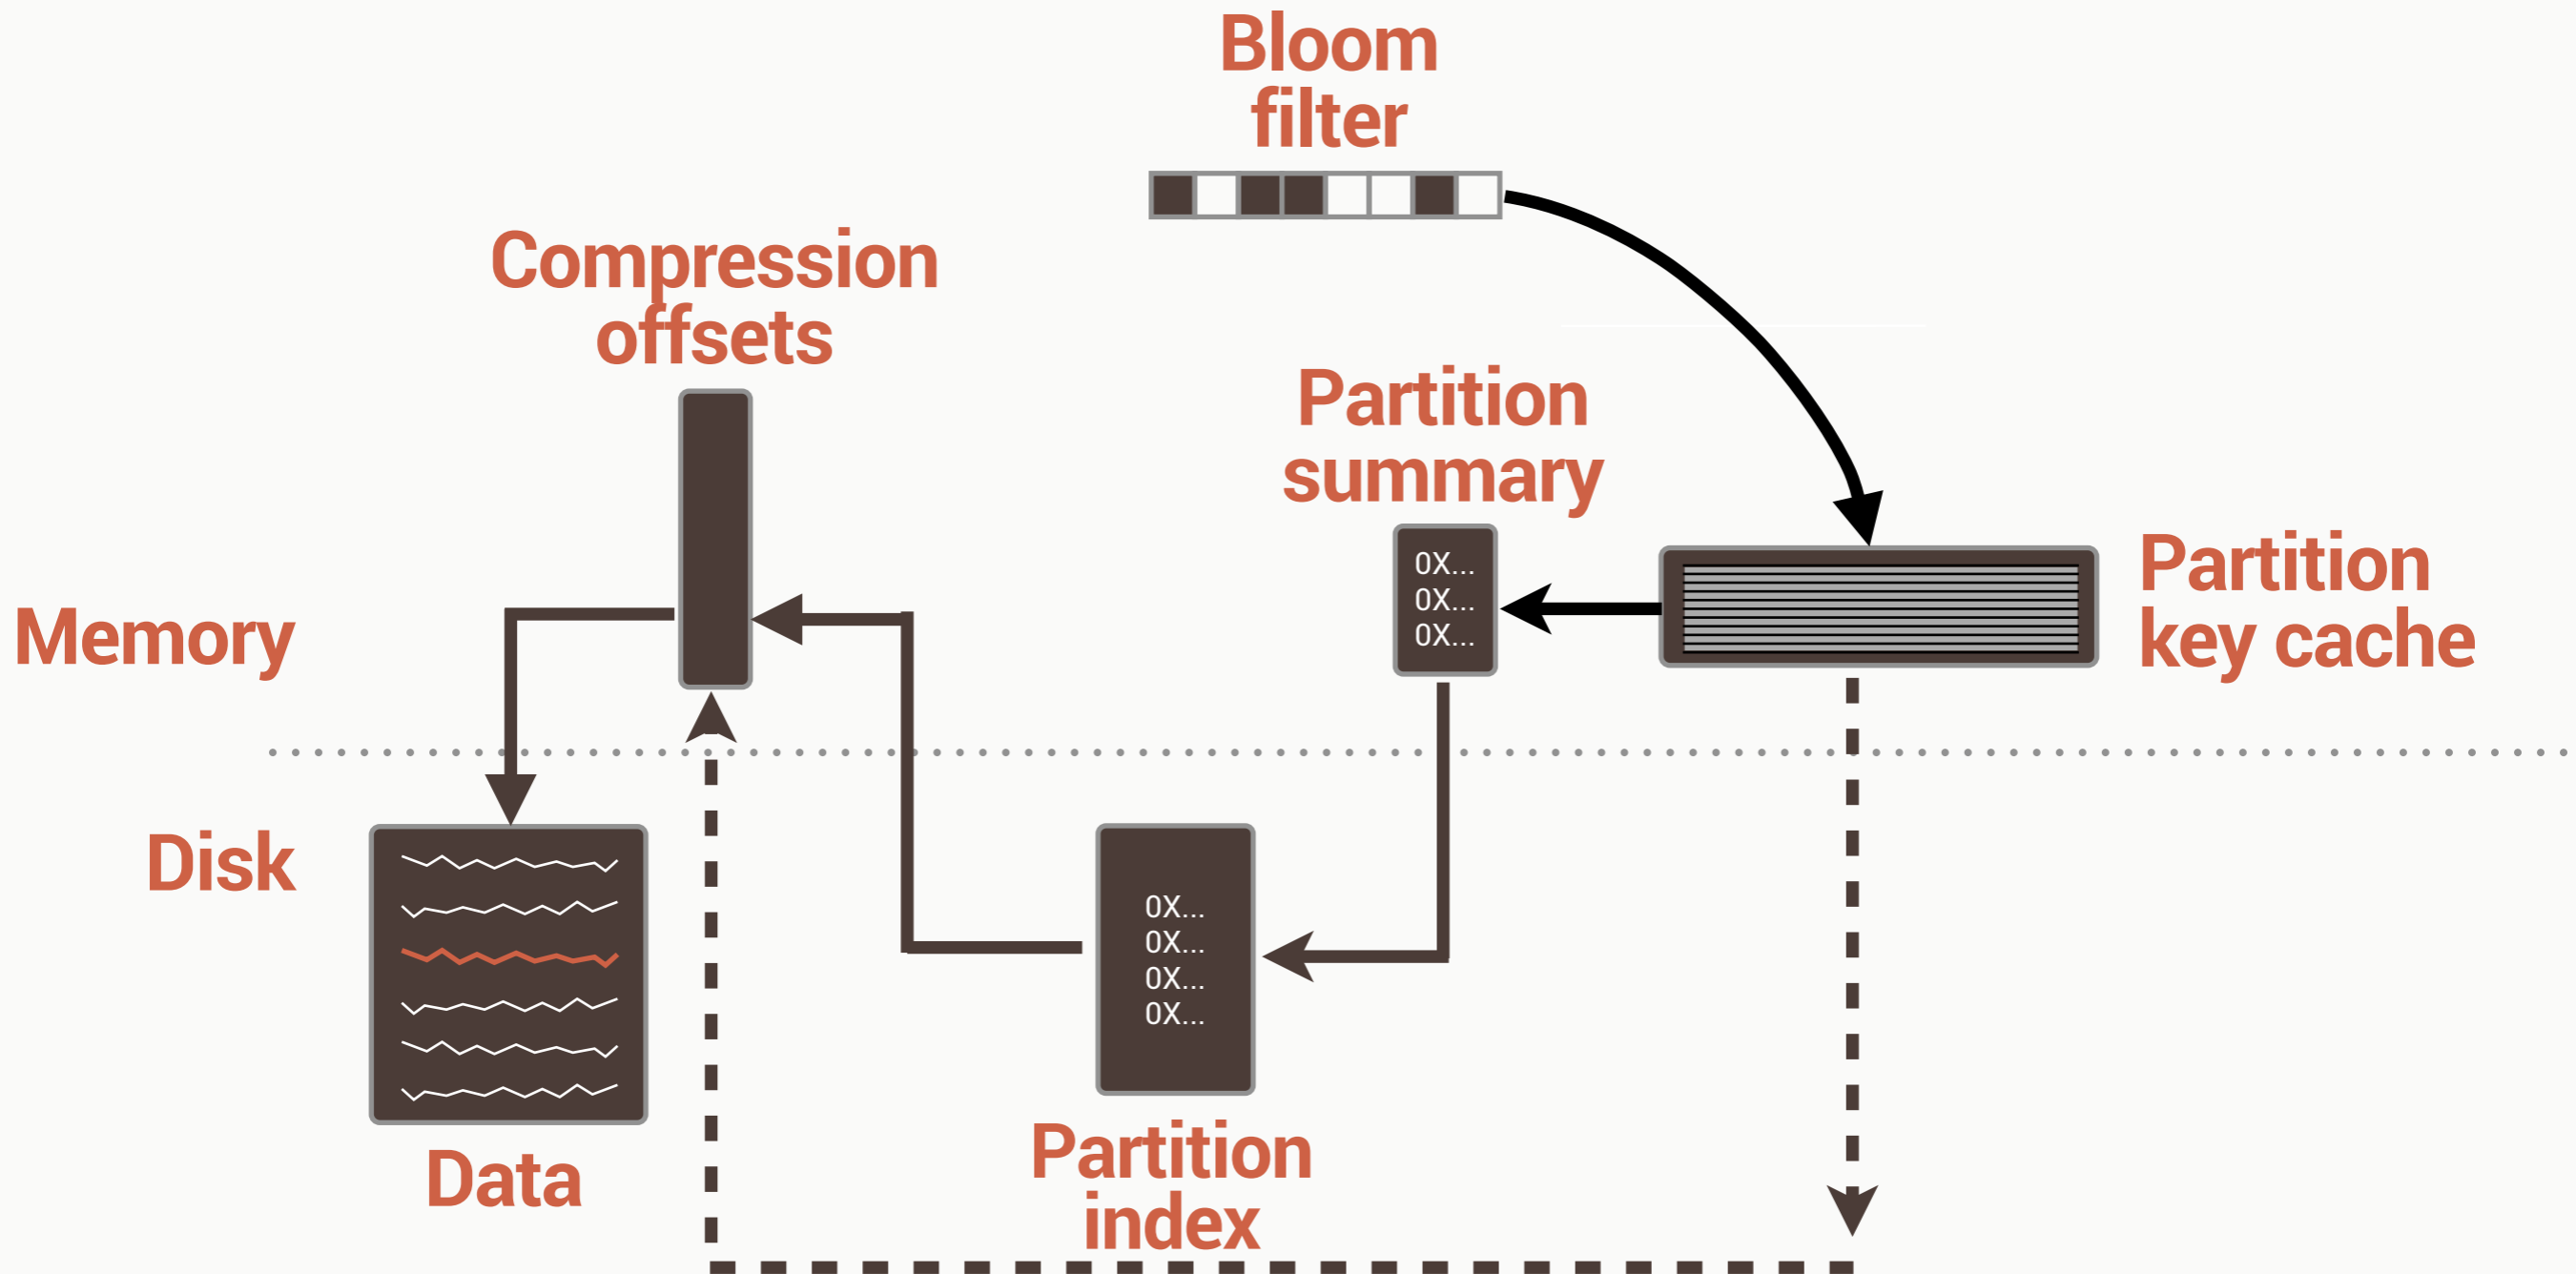 Bloom
filter
Compression
offsets
Partition
summary
0X...
0X...
0X...
Partition
key cache
Memory
Disk
0X...
0X...
0X...
0X...
Data
Partition
index